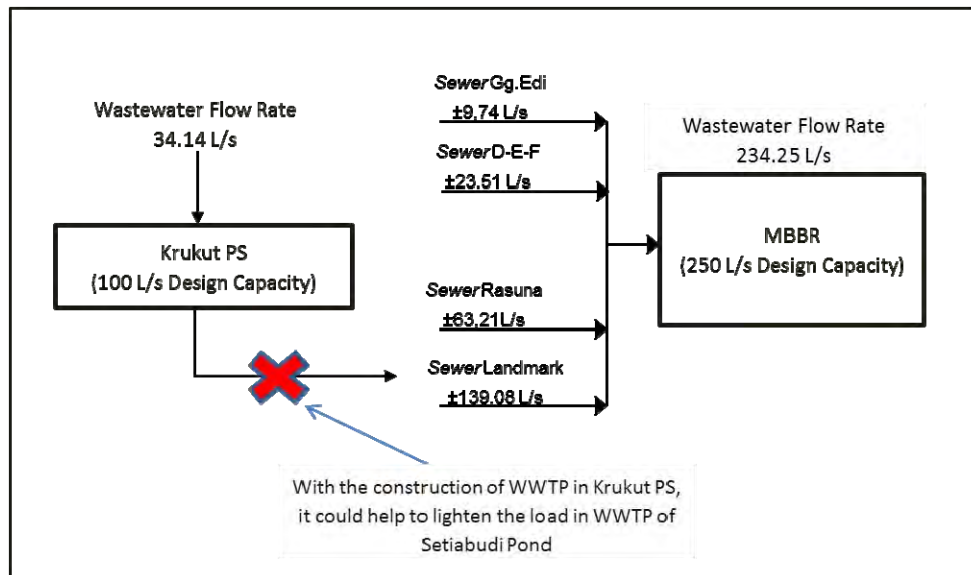 Wastewater Flow Rate
34.14 L/s
Krukut PS
(100 L/s Design Capacity)
SewerGg.Edi
±9,74 L/s
SewerD-E-F
±23.51 L/s
SewerRasuna
±63,21L/s
SewerLandmark
±139.08 L/s
Wastewater Flow Rate
234.25 L/s
MBBR
(250 L/s Design Capacity)
With the construction of WWTP in Krukut PS,
it could help to lighten the load in WWTP of
Setiabudi Pond